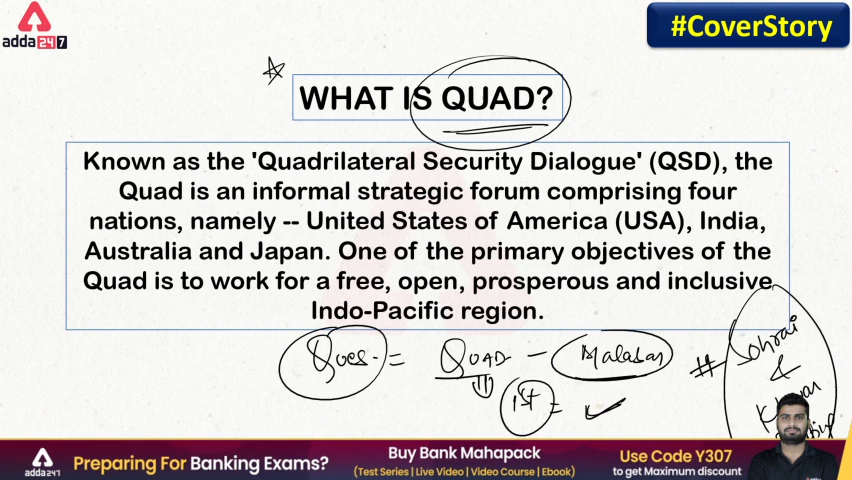 adda247
#CoverStory
WHAT IS QUAD?
Known as the 'Quadrilateral Security Dialogue' (QSD), the
Quad is an informal strategic forum comprising four
nations, namely -- United States of America (USA), India,
Australia and Japan. One of the primary objectives of the
Quad is to work for a free, open, prosperous and inclusive
Indo-Pacific region.
Ques. = QUAD - Malabar
1st =
# Sohrai
&
adda247
Preparing For Banking Exams?
Buy Bank Mahapack
(Test Series | Live Video | Video Course | Ebook)
Use Code Y307
to get Maximum discount